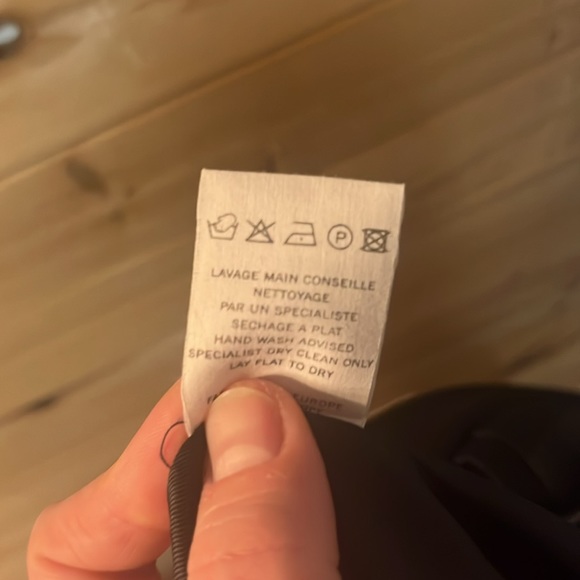 P
LAVAGE MAIN CONSEILLE
NETTOYAGE
PAR UN SPECIALISTE
SECHAGE A PLAT
HAND WASH ADVISED
SPECIALIST DRY CLEAN ONLY
LAY FLAT TO DRY
EUROPE